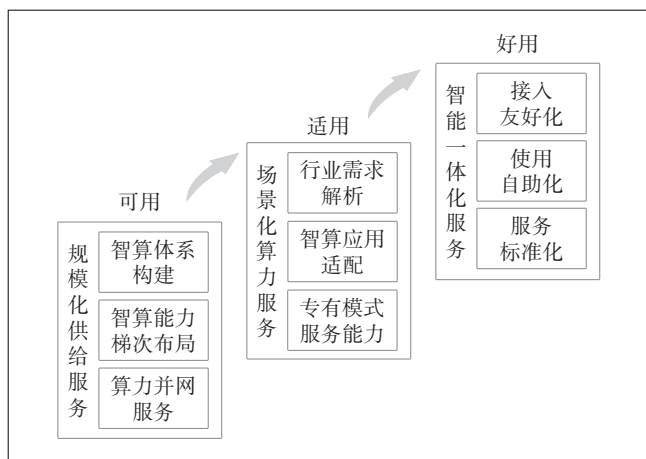 可用
规模化供给服务
智算体系
构建
智算能力
梯次布局
算力并网
服务
适用
场景化算力服务
行业需求
解析
智算应用
适配
专有模式
服务能力
好用
智能一体化服务
接入
友好化
使用
自助化
服务
标准化